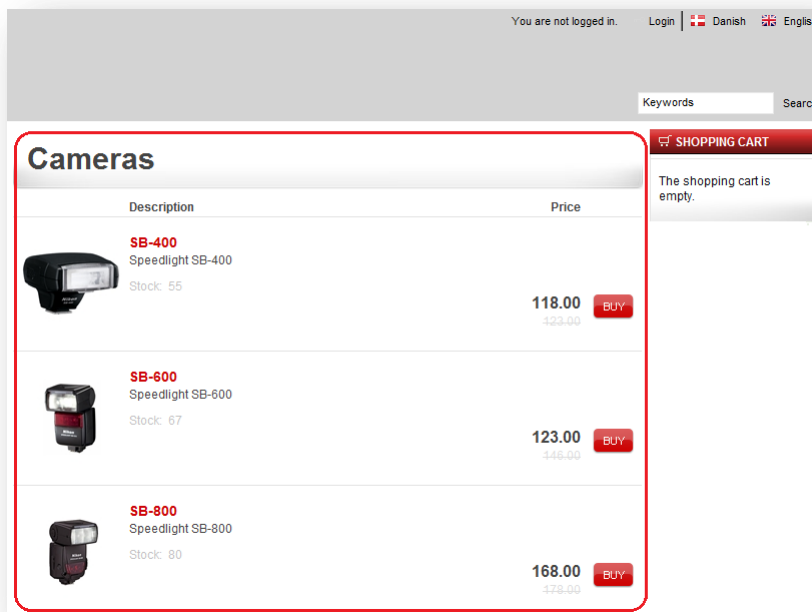 You are not logged in. Login Danish Englis
Keywords Searc
Cameras
SHOPPING CART
The shopping cart is
empty.
Description Price
SB-400
Speedlight SB-400
Stock: 55
118.00 BUY
123.00
SB-600
Speedlight SB-600
Stock: 67
123.00 BUY
146.00
SB-800
Speedlight SB-800
Stock: 80
168.00 BUY
178.00